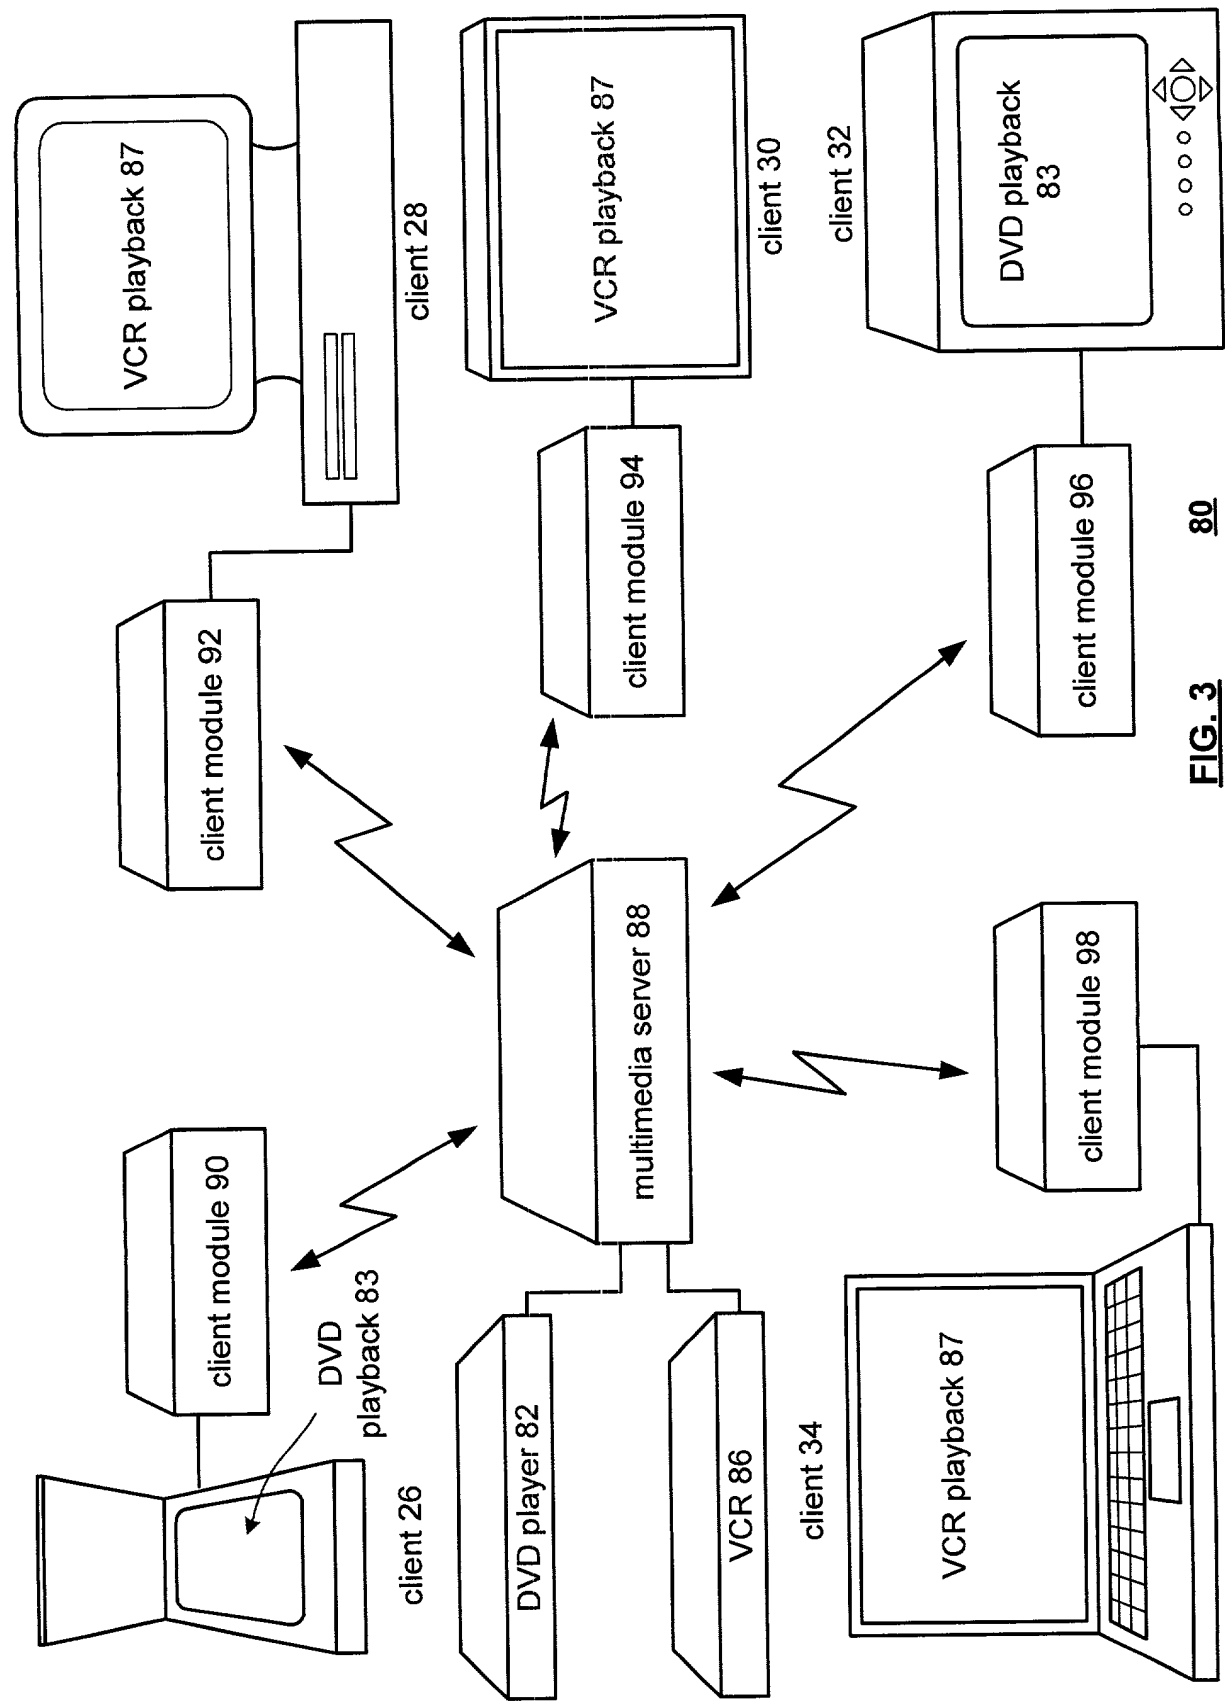 VCR playback 87
client 28
client module 92
VCR playback 87
client 30
client module 94
client 32
DVD playback
83
client module 96
client module 90
DVD
playback 83
client 26
multimedia server 88
DVD player 82
VCR 86
client module 98
client 34
VCR playback 87
FIG. 3
80